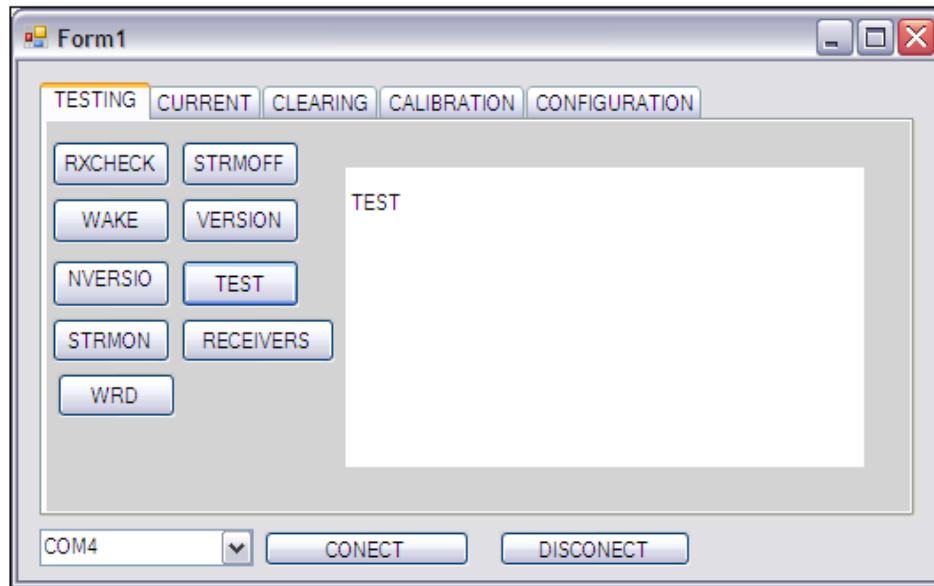 Form1
TESTING CURRENT CLEARING CALIBRATION CONFIGURATION
RXCHECK STRMOFF
TEST
WAKE VERSION
NVERSIO TEST
STRMON RECEIVERS
WRD
COM4 CONECT DISCONECT